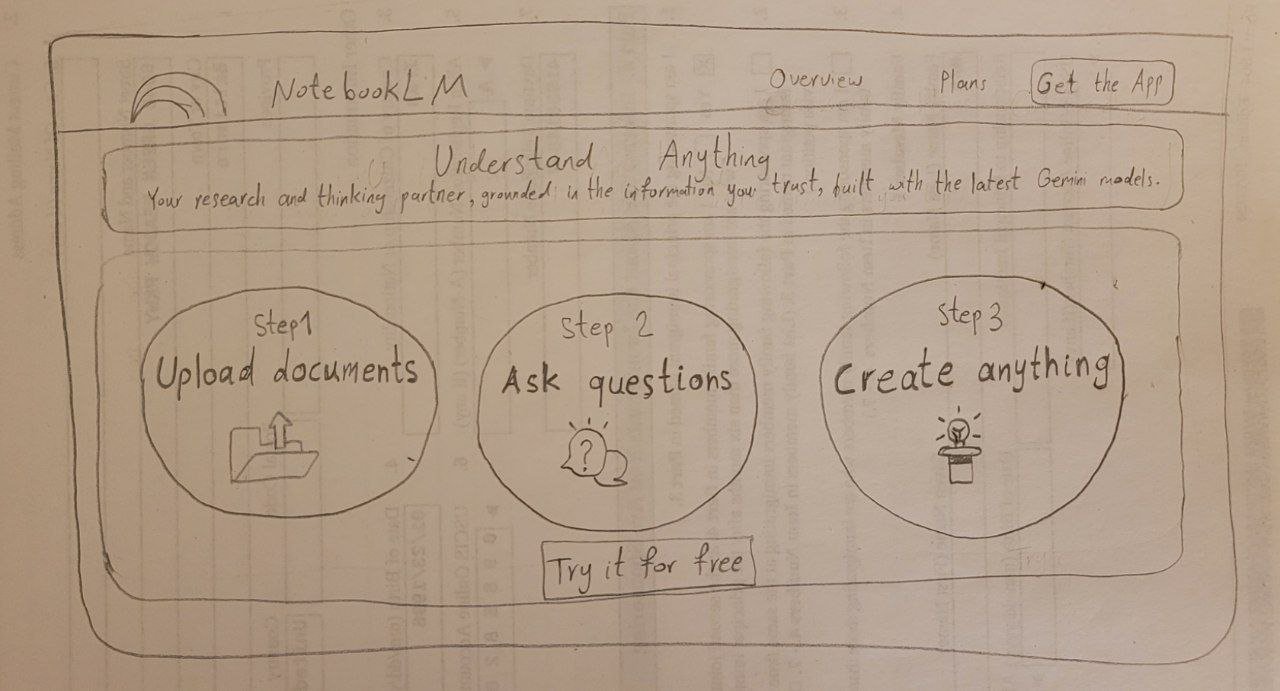 NotebookLM
Overview
Plans
Get the App
Understand Anything
Your research and thinking partner, grounded in the information you trust, built with the latest Gemini models.
Step 1
Upload documents
Step 2
Ask questions
?
Step 3
Create anything
Try it for free